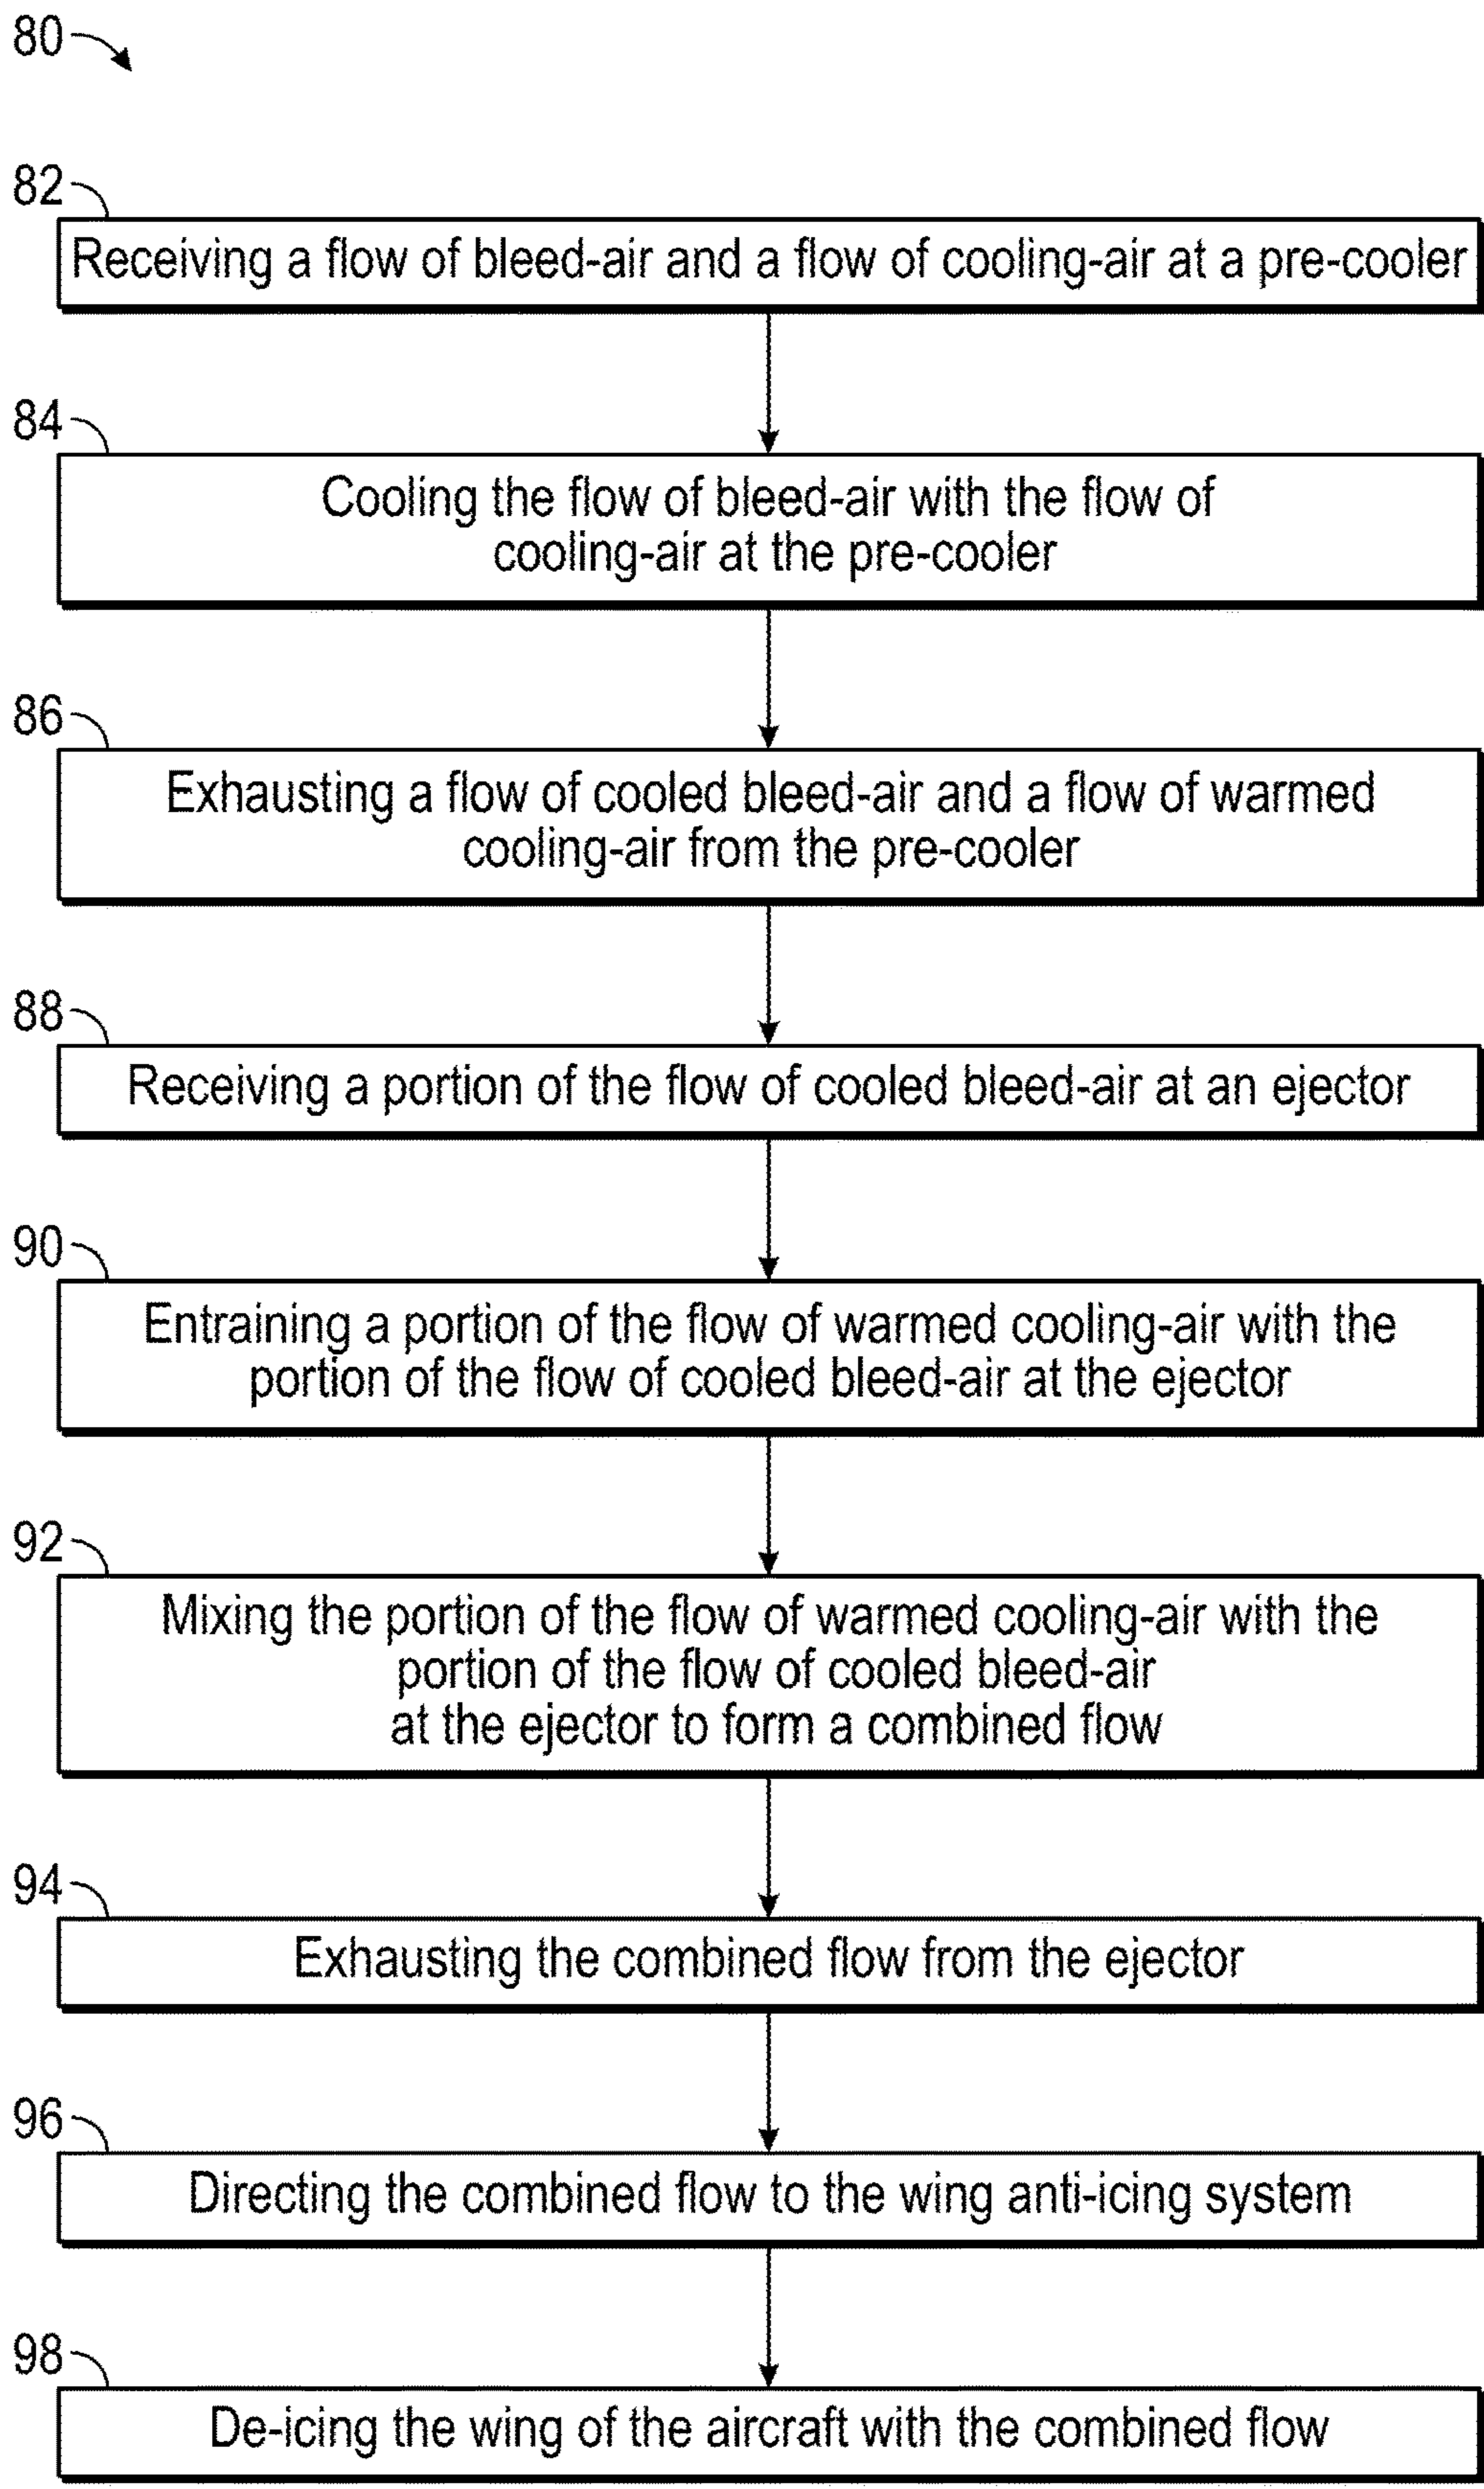 80
82
Receiving a flow of bleed-air and a flow of cooling-air at a pre-cooler
84
Cooling the flow of bleed-air with the flow of
cooling-air at the pre-cooler
86
Exhausting a flow of cooled bleed-air and a flow of warmed
cooling-air from the pre-cooler
88
Receiving a portion of the flow of cooled bleed-air at an ejector
90
Entraining a portion of the flow of warmed cooling-air with the
portion of the flow of cooled bleed-air at the ejector
92
Mixing the portion of the flow of warmed cooling-air with the
portion of the flow of cooled bleed-air
at the ejector to form a combined flow
94
Exhausting the combined flow from the ejector
96
Directing the combined flow to the wing anti-icing system
98
De-icing the wing of the aircraft with the combined flow